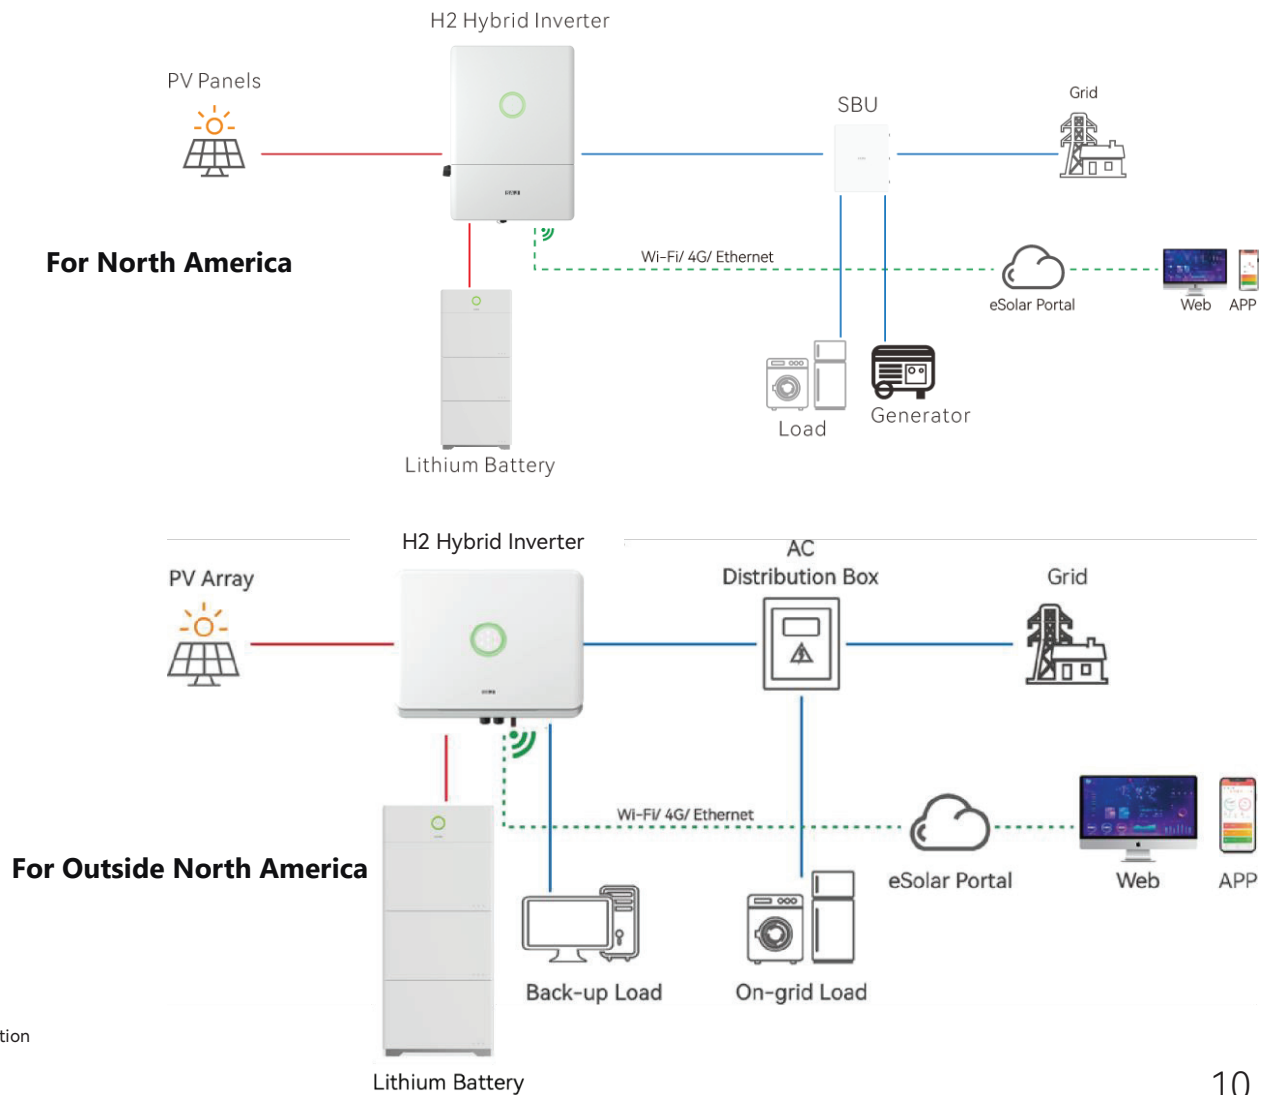 H2 Hybrid Inverter
PV Panels
SBU
Grid
For North America
Wi-Fi/ 4G/ Ethernet
eSolar Portal
Web
APP
Load
Generator
Lithium Battery
H2 Hybrid Inverter
AC
Distribution Box
PV Array
Grid
Wi-Fi/ 4G/ Ethernet
For Outside North America
eSolar Portal
Web
APP
Back-up Load
On-grid Load
tion
Lithium Battery
10